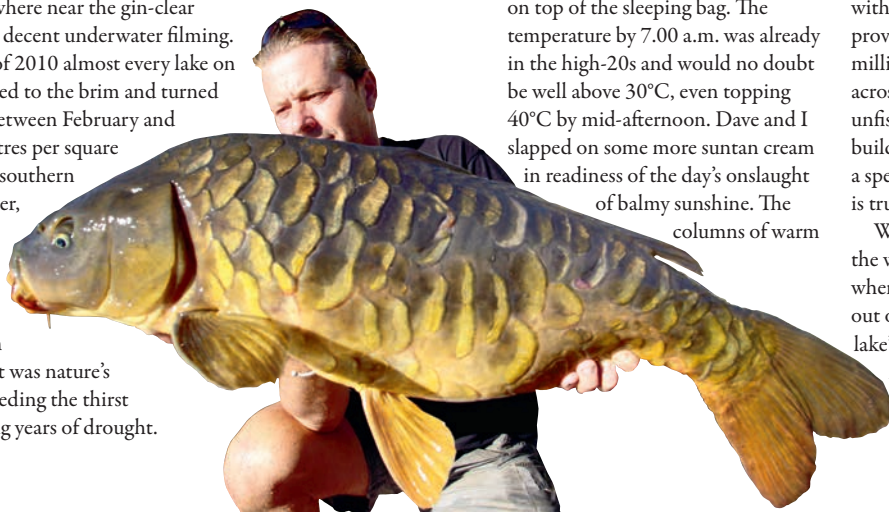 where near the gin-clear
decent underwater filming.
of 2010 almost every lake on
ed to the brim and turned
etween February and
tres per square
southern
er,
t was nature's
eding the thirst
g years of drought.
on top of the sleeping bag. The
temperature by 7.00 a.m. was already
in the high-20s and would no doubt
be well above 30°C, even topping
40°C by mid-afternoon. Dave and I
slapped on some more suntan cream
in readiness of the day's onslaught
of balmy sunshine. The
columns of warm
with
prov
milli
acros
unfis
build
a spe
is tru
W
the w
wher
out o
lake'